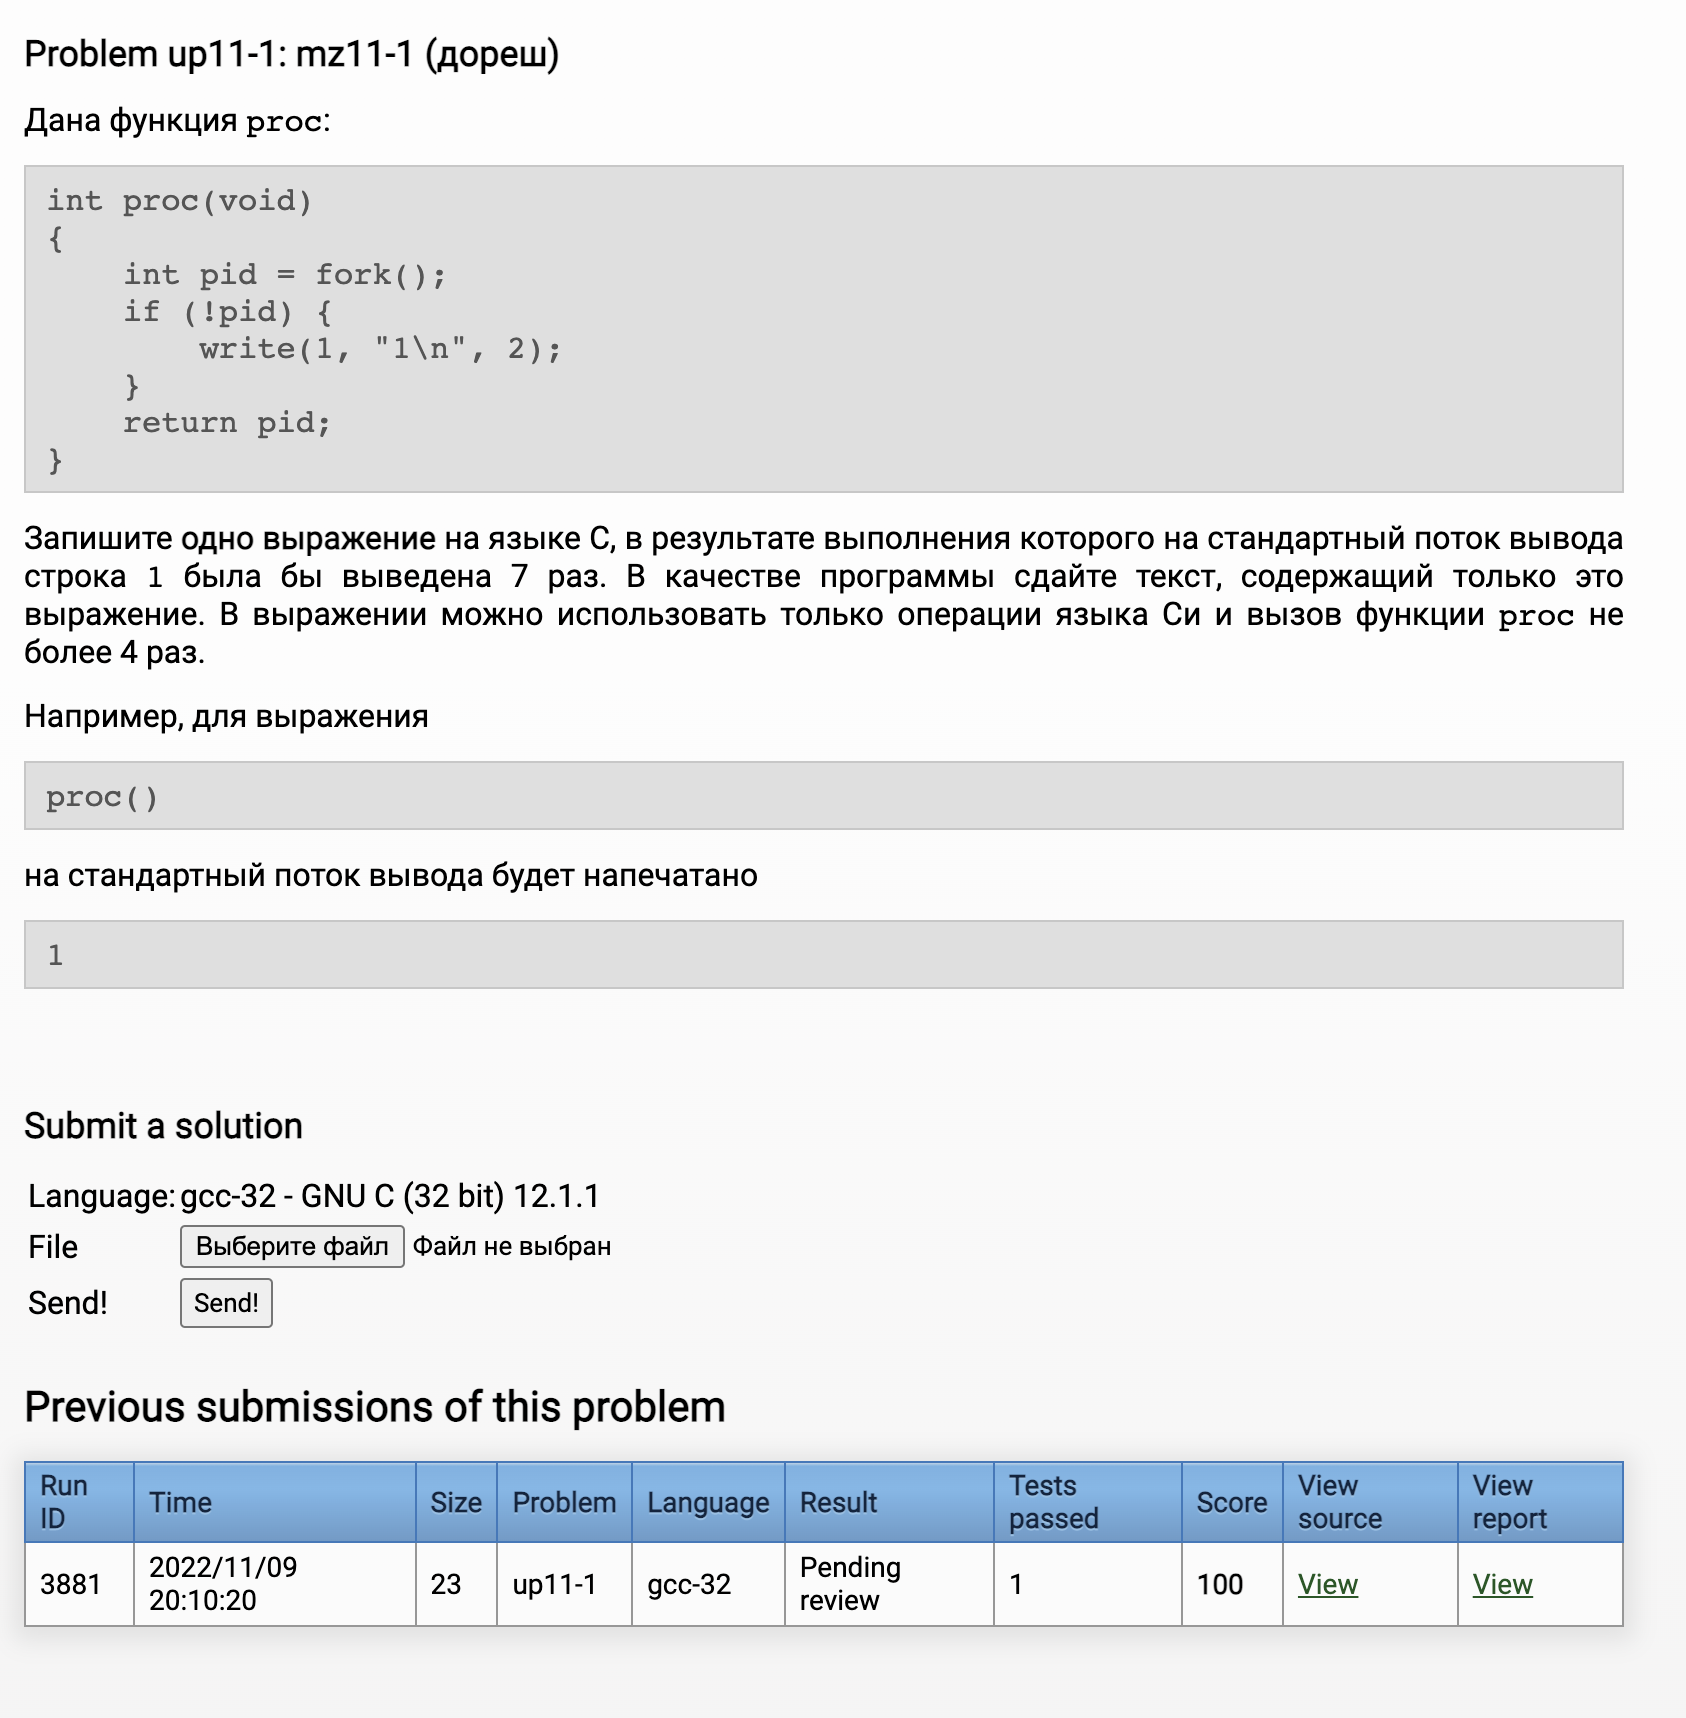 Problem up11-1: mz11-1 (дореш)
Дана функция proc:
int proc(void)
{
    int pid = fork();
    if (!pid) {
        write(1, "1\n", 2);
    }
    return pid;
}
Запишите одно выражение на языке С, в результате выполнения которого на стандартный поток вывода
строка 1 была бы выведена 7 раз. В качестве программы сдайте текст, содержащий только это
выражение. В выражении можно использовать только операции языка Си и вызов функции proc не
более 4 раз.
Например, для выражения
proc()
на стандартный поток вывода будет напечатано
1
Submit a solution
Language: gcc-32 - GNU C (32 bit) 12.1.1
File Выберите файл Файл не выбран
Send! Send!
Previous submissions of this problem
Run ID Time Size Problem Language Result Tests passed Score View source View report
3881 2022/11/09 20:10:20 23 up11-1 gcc-32 Pending review 1 100 View View